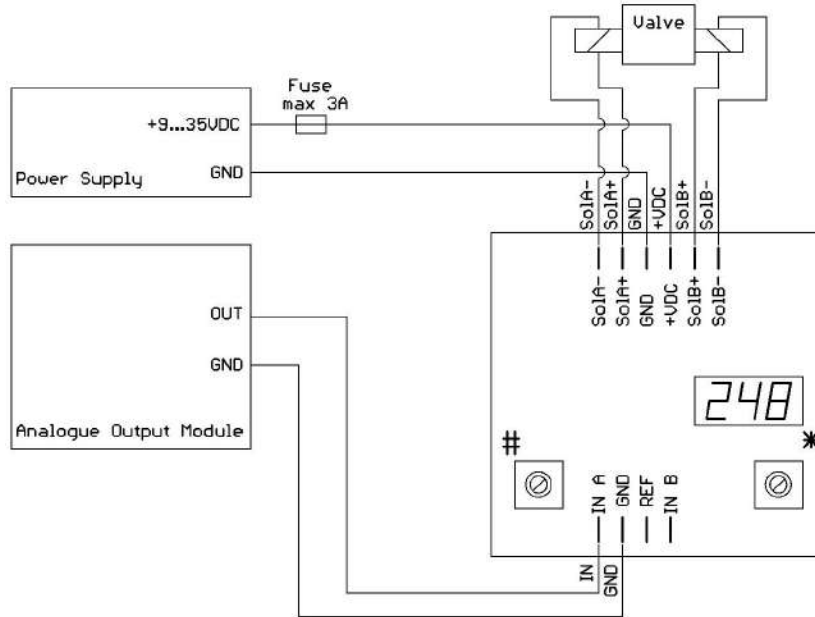 Valve
Fuse
max 3A
+9...35VDC
GND
Power Supply
SolA-
SolA+
GND
+VDC
SolB+
SolB-
SolA-
SolA+
GND
+VDC
SolB+
SolB-
OUT
GND
Analogue Output Module
248
#
*
IN A
GND
REF
IN B
IN
GND